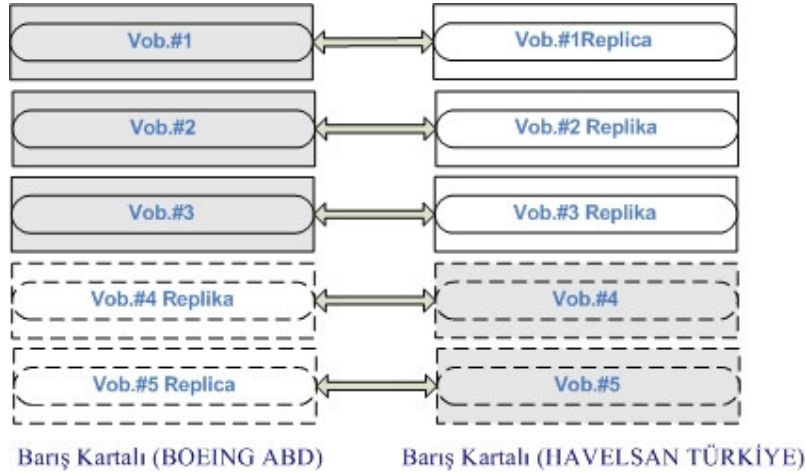 Vob.#1
Vob.#1Replica
Vob.#2
Vob.#2 Replika
Vob.#3
Vob.#3 Replika
Vob.#4 Replika
Vob.#4
Vob.#5 Replica
Vob.#5
Barış Kartalı (BOEING ABD)
Barış Kartalı (HAVELSAN TÜRKİYE)